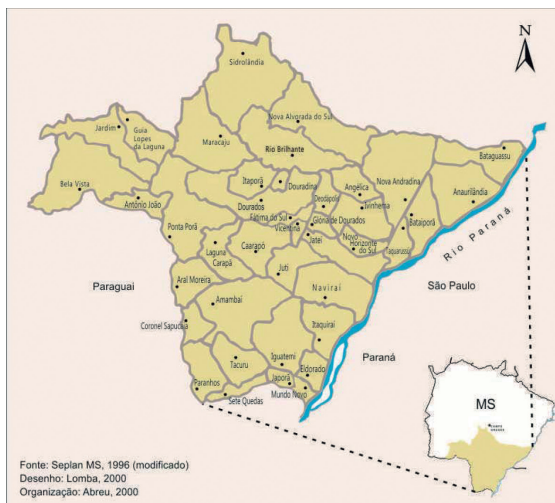 N
Sidrolândia
Nova Alvorada do Sul
Jardim
Guia
Lopes
da Laguna
Maracaju
Rio Brilhante
Bataguassu
Bela Vista
Itaporã
Douradina
Nova Andradina
Angélica
Anaurilândia
Antônio João
Deodápolis
Ivinhema
Dourados
Bataiporã
Fátima do Sul
Glória de Dourados
Vicentina
Ponta Porã
Jateí
Novo
Horizonte
do Sul
Taquarussu
Laguna
Carapã
Caarapó
Rio Paraná
Juti
Paraguai
Aral Moreira
Naviraí
São Paulo
Amambai
Coronel Sapucaia
Itaquirai
Paraná
Tacuru
Iguatemi
Eldorado
Japorã
Paranhos
Mundo Novo
Sete Quedas
MS
Fonte: Seplan MS, 1996 (modificado)
Desenho: Lomba, 2000
Organização: Abreu, 2000